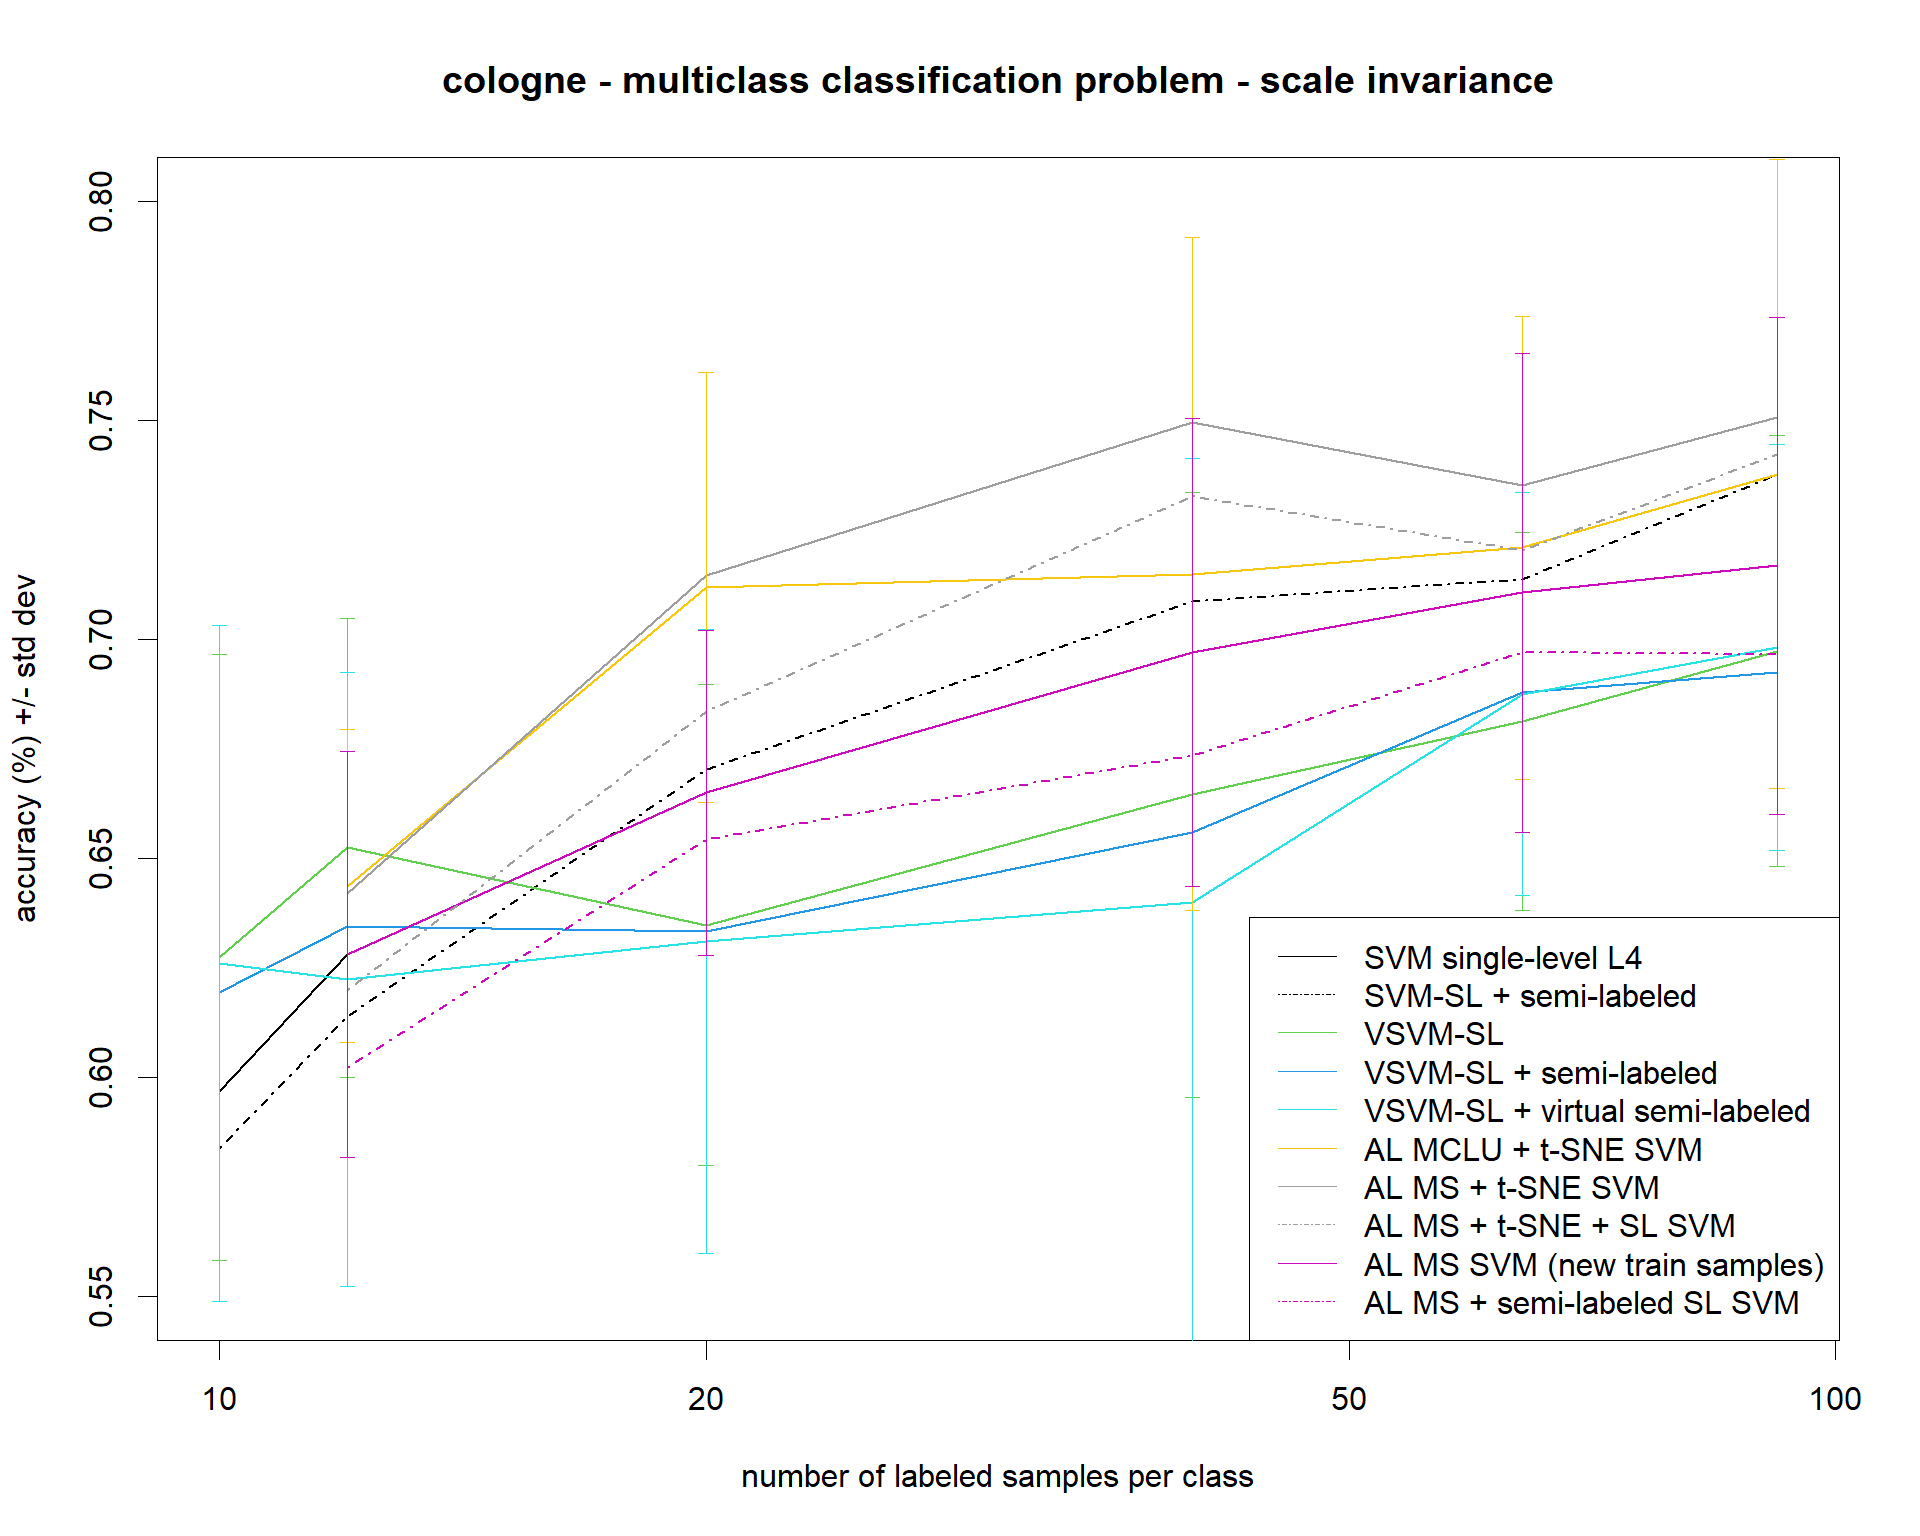 cologne - multiclass classification problem - scale invariance
accuracy (%) +/- std dev
0.80
0.75
0.70
0.65
0.60
0.55
SVM single-level L4
SVM-SL + semi-labeled
VSVM-SL
VSVM-SL + semi-labeled
VSVM-SL + virtual semi-labeled
AL MCLU + t-SNE SVM
AL MS + t-SNE SVM
AL MS + t-SNE + SL SVM
AL MS SVM (new train samples)
AL MS + semi-labeled SL SVM
10 20 50 100
number of labeled samples per class